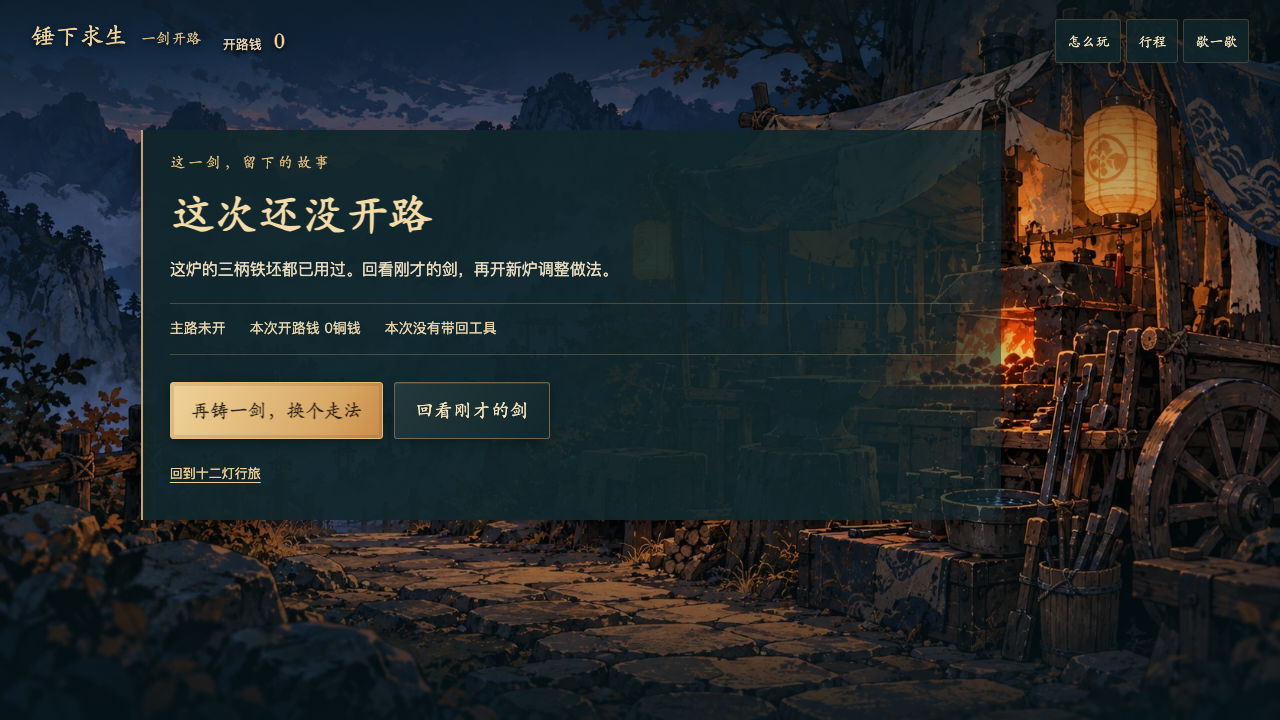 锤下求生 一剑开路 开路钱 0 怎么玩 行程 歇一歇
这一剑，留下的故事
这次还没开路
这炉的三柄铁坯都已用过。回看刚才的剑，再开新炉调整做法。
主路未开 本次开路钱 0铜钱 本次没有带回工具
再铸一剑，换个走法 回看刚才的剑
回到十二灯行旅